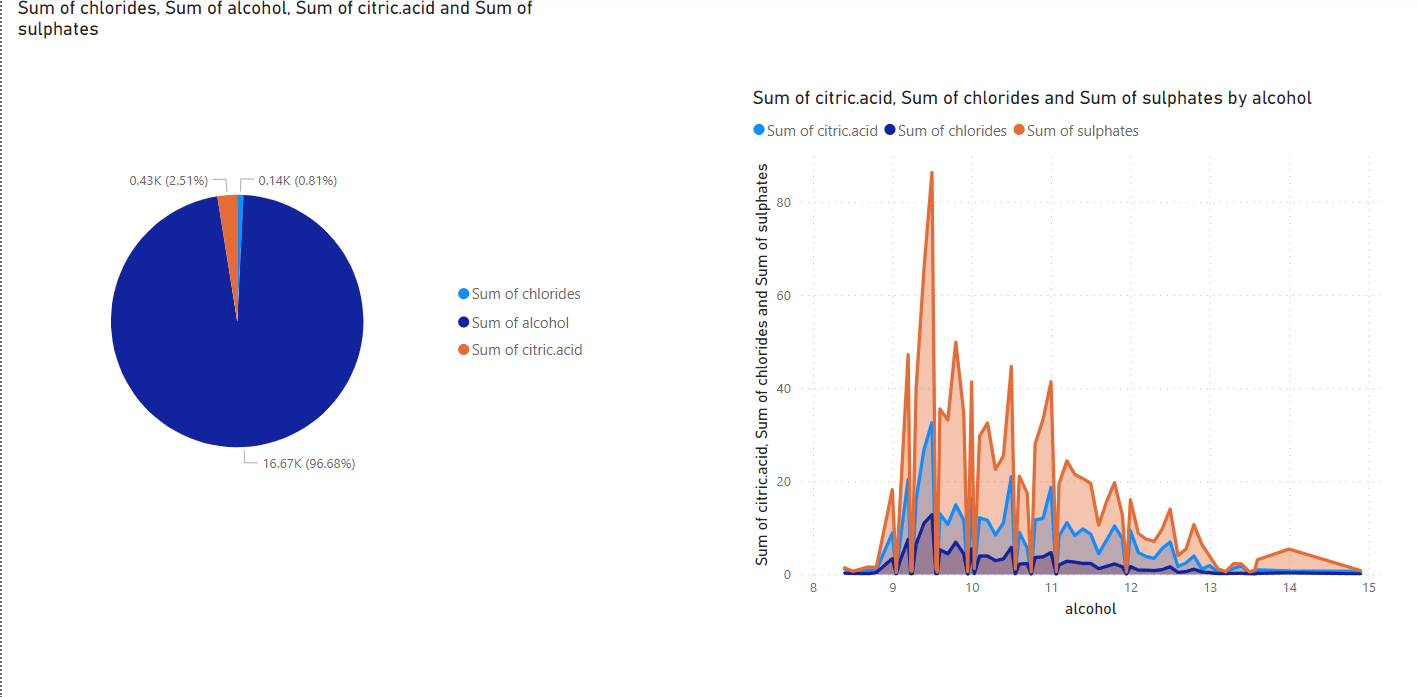 Sum of chlorides, Sum of alcohol, Sum of citric.acid and Sum of
sulphates
0.43K (2.51%)
0.14K (0.81%)
16.67K (96.68%)
Sum of chlorides
Sum of alcohol
Sum of citric.acid
Sum of citric.acid, Sum of chlorides and Sum of sulphates by alcohol
Sum of citric.acid Sum of chlorides Sum of sulphates
Sum of citric.acid, Sum of chlorides and Sum of sulphates
80
60
40
20
0
8 9 10 11 12 13 14 15
alcohol